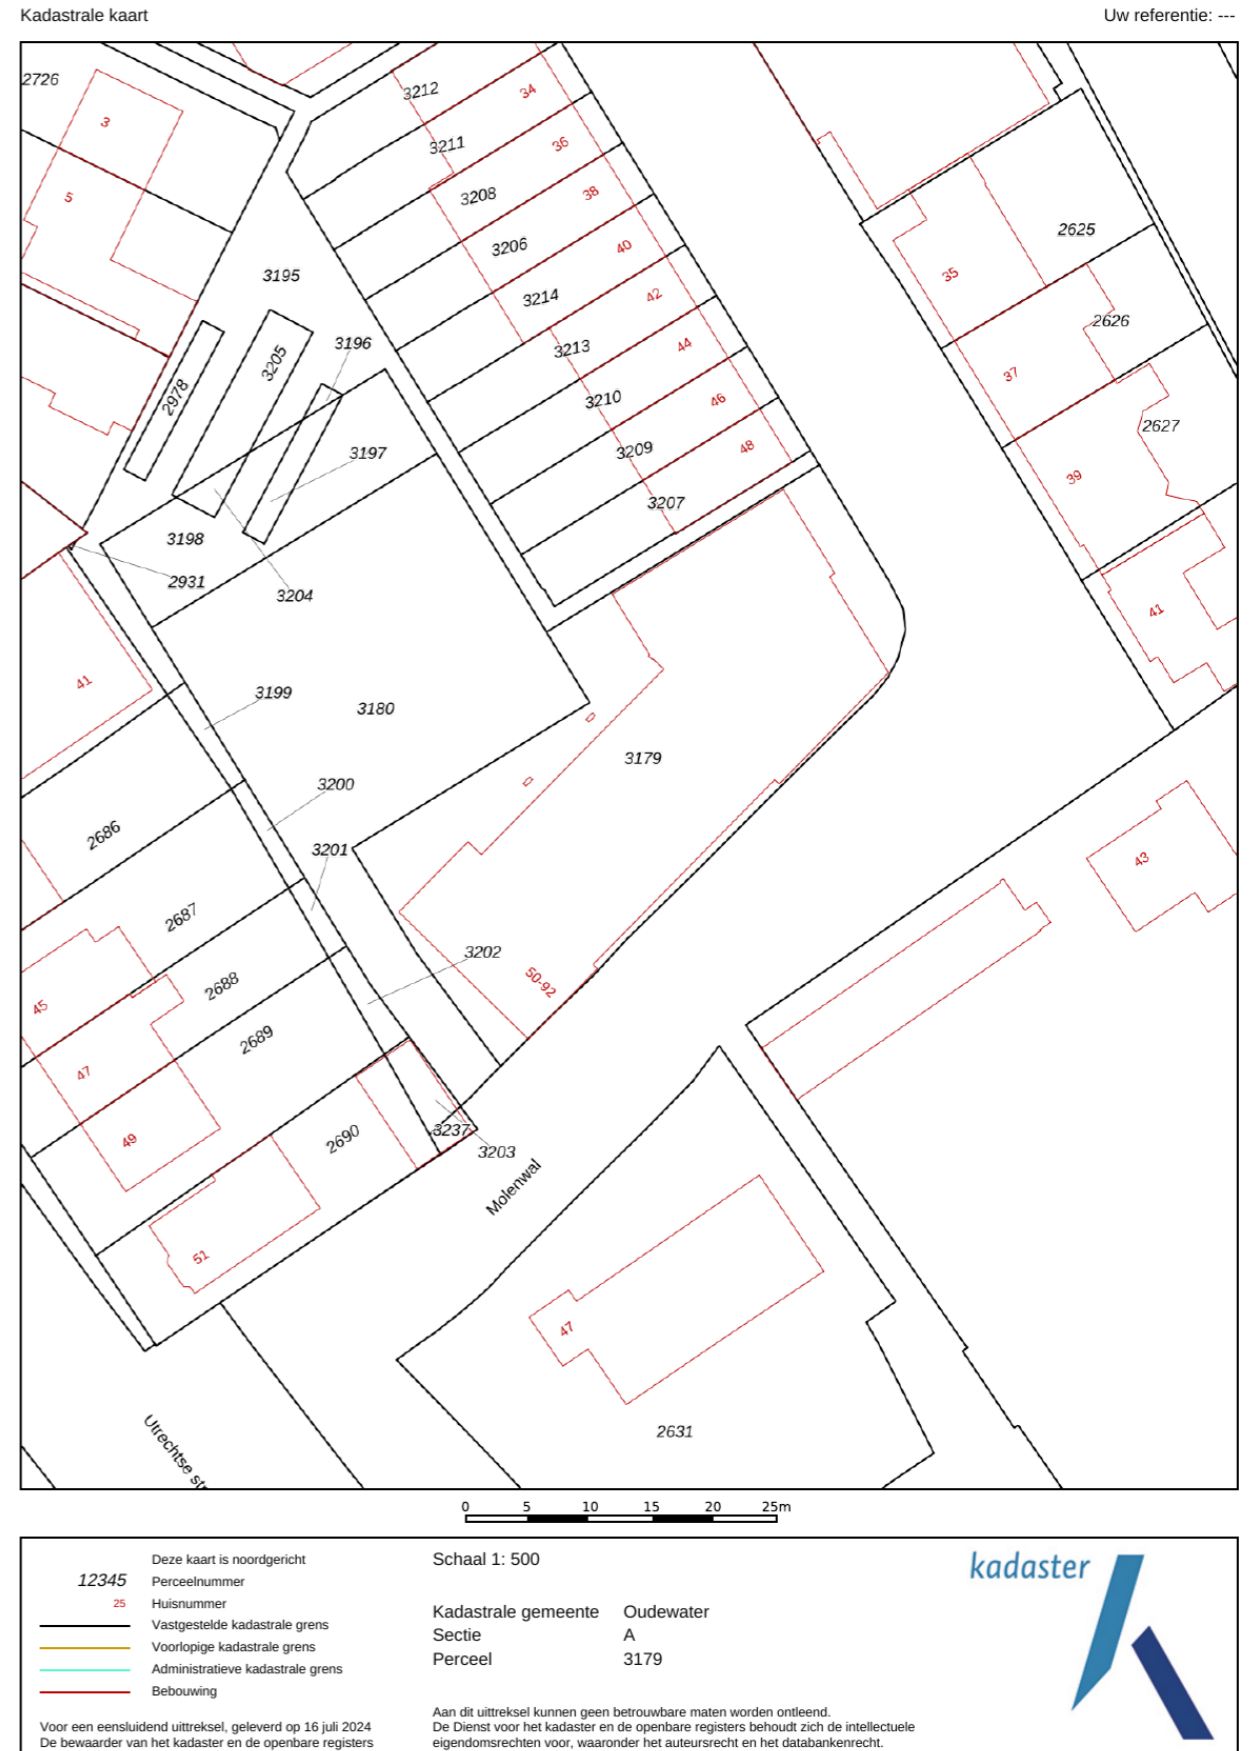 Kadastrale kaart
Uw referentie: ---
2726
3
5
3212
34
3211
36
3208
38
3206
40
3214
42
3213
44
3210
46
3209
48
3207
3195
3196
3205
2978
3197
3198
2931
3204
2625
35
2626
37
2627
39
41
41
3199
3180
3179
3200
3201
2686
2687
3202
50-92
43
2688
45
2689
47
49
2690
3237
3203
Molenwal
51
47
2631
Utrechtse str
0 5 10 15 20 25m
Deze kaart is noordgericht
12345 Perceelnummer
25 Huisnummer
Vastgestelde kadastrale grens
Voorlopige kadastrale grens
Administratieve kadastrale grens
Bebouwing
Voor een eensluidend uittreksel, geleverd op 16 juli 2024
De bewaarder van het kadaster en de openbare registers
Schaal 1: 500
Kadastrale gemeente Oudewater
Sectie A
Perceel 3179
Aan dit uittreksel kunnen geen betrouwbare maten worden ontleend.
De Dienst voor het kadaster en de openbare registers behoudt zich de intellectuele
eigendomsrechten voor, waaronder het auteursrecht en het databankenrecht.
kadaster